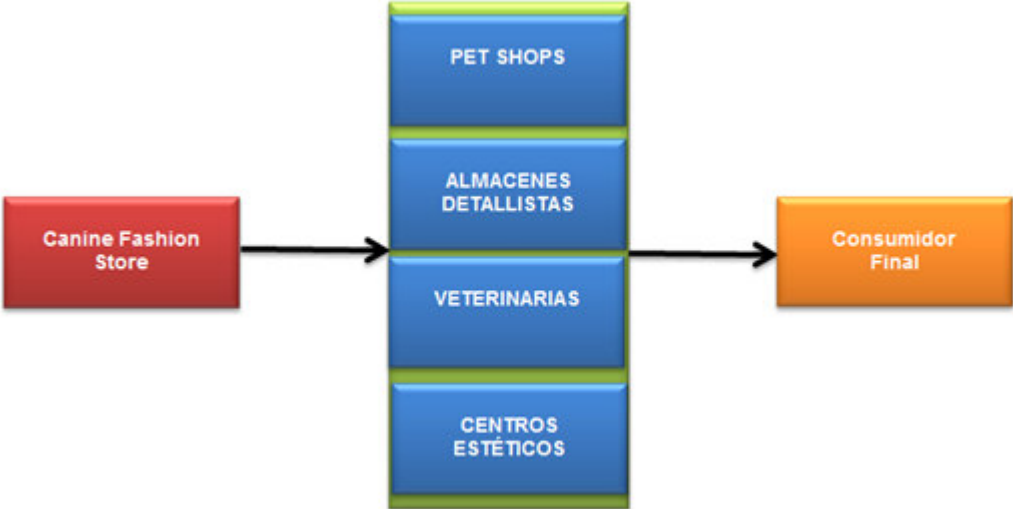 PET SHOPS
ALMACENES
DETALLISTAS
Canine Fashion
Store
Consumidor
Final
VETERINARIAS
CENTROS
ESTÉTICOS